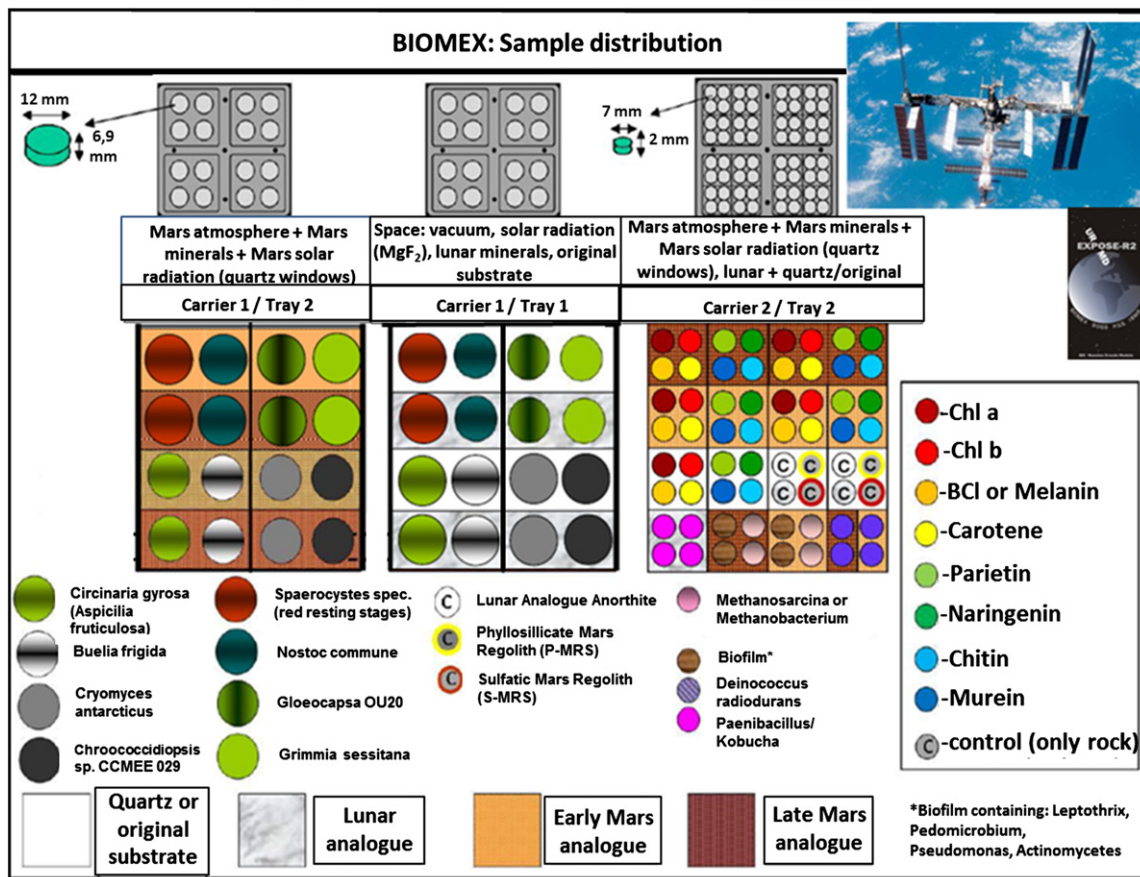 BIOMEX: Sample distribution
12 mm
6,9
mm
7 mm
2 mm
EXPOSE-R2
Mars atmosphere + Mars
minerals + Mars solar
radiation (quartz windows)
Space: vacuum, solar radiation
(MgF2), lunar minerals, original
substrate
Mars atmosphere + Mars minerals +
Mars solar radiation (quartz
windows), lunar + quartz/original
Carrier 1 / Tray 2
Carrier 1 / Tray 1
Carrier 2 / Tray 2
C C C C
C C C C
Circinaria gyrosa
(Aspicilia
fruticulosa)
Buelia frigida
Cryomyces
antarcticus
Chroococcidiopsis
sp. CCMEE 029
Spaerocystes spec.
(red resting stages)
Nostoc commune
Gloeocapsa OU20
Grimmia sessitana
C Lunar Analogue Anorthite
C Phyllosillicate Mars
Regolith (P-MRS)
C Sulfatic Mars Regolith
(S-MRS)
Methanosarcina or
Methanobacterium
Biofilm*
Deinococcus
radiodurans
Paenibacillus/
Kobucha
-Chl a
-Chl b
-BCl or Melanin
-Carotene
-Parietin
-Naringenin
-Chitin
-Murein
C -control (only rock)
Quartz or
original
substrate
Lunar
analogue
Early Mars
analogue
Late Mars
analogue
*Biofilm containing: Leptothrix,
Pedomicrobium,
Pseudomonas, Actinomycetes